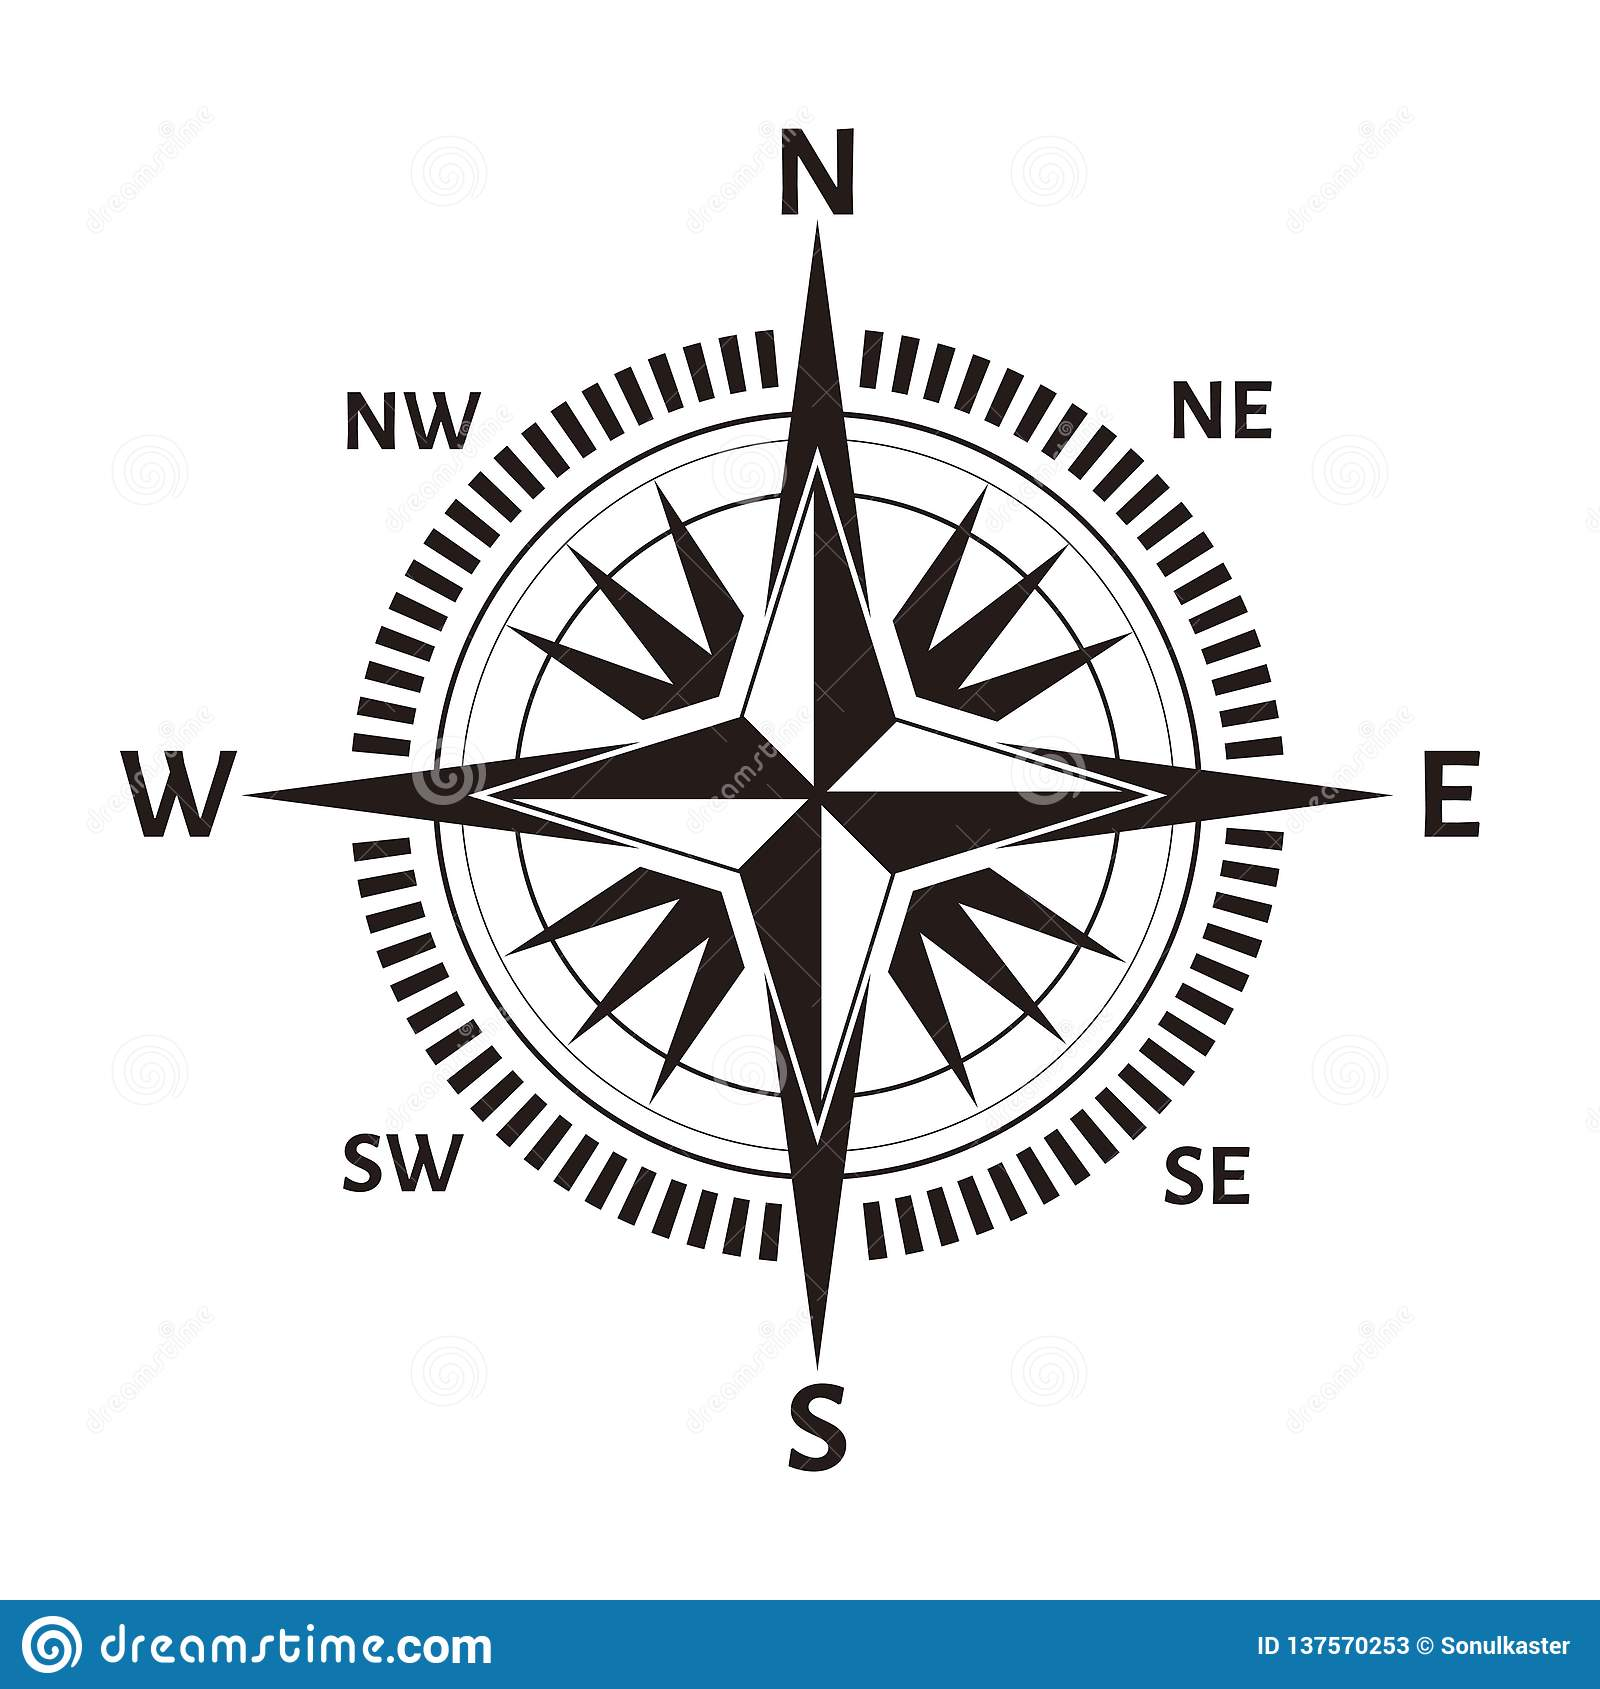 N
NW NE
W E
SW SE
S
dreamstime.com
ID 137570253 © Sonulkaster